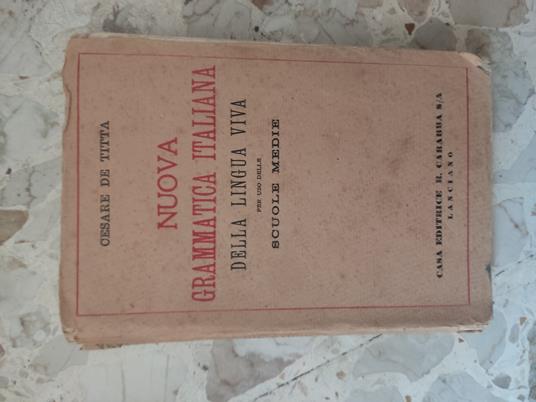 CESARE DE TITTA
NUOVA
GRAMMATICA ITALIANA
DELLA LINGUA VIVA
PER USO DELLE
SCUOLE MEDIE
CASA EDITRICE R. CARABBA S/A
LANCIANO